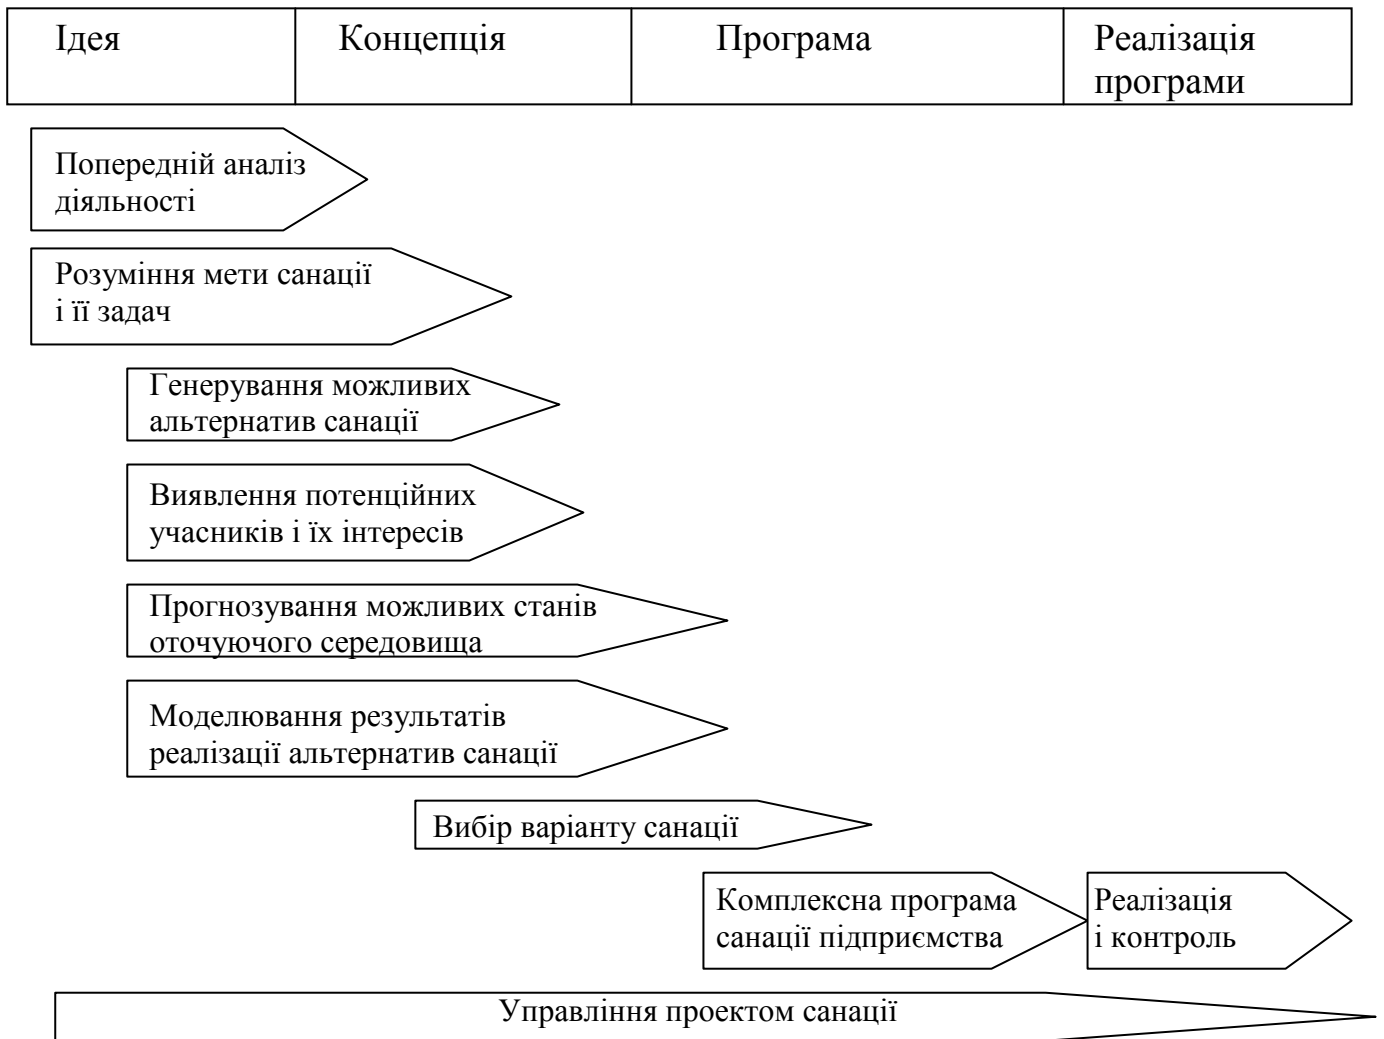 Ідея
Концепція
Програма
Реалізація
програми
Попередній аналіз
діяльності
Розуміння мети санації
і її задач
Генерування можливих
альтернатив санації
Виявлення потенційних
учасників і їх інтересів
Прогнозування можливих станів
оточуючого середовища
Моделювання результатів
реалізації альтернатив санації
Вибір варіанту санації
Комплексна програма
санації підприємства
Реалізація
і контроль
Управління проектом санації